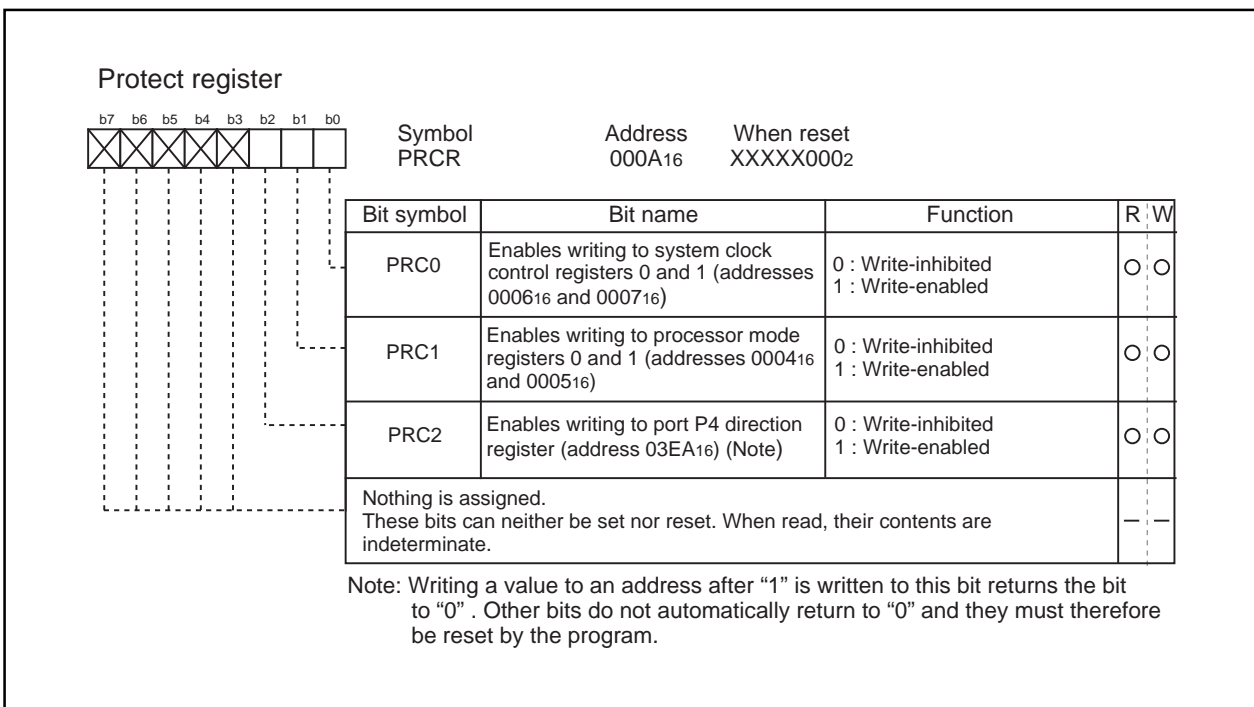 Protect register
b7 b6 b5 b4 b3 b2 b1 b0
Symbol Address When reset
PRCR 000A16 XXXXX0002
Bit symbol Bit name Function R W
PRC0
Enables writing to system clock
control registers 0 and 1 (addresses
000616 and 000716)
0 : Write-inhibited
1 : Write-enabled
PRC1
Enables writing to processor mode
registers 0 and 1 (addresses 000416
and 000516)
0 : Write-inhibited
1 : Write-enabled
PRC2
Enables writing to port P4 direction
register (address 03EA16) (Note)
0 : Write-inhibited
1 : Write-enabled
Nothing is assigned.
These bits can neither be set nor reset. When read, their contents are
indeterminate.
Note: Writing a value to an address after “1” is written to this bit returns the bit
to “0” . Other bits do not automatically return to “0” and they must therefore
be reset by the program.